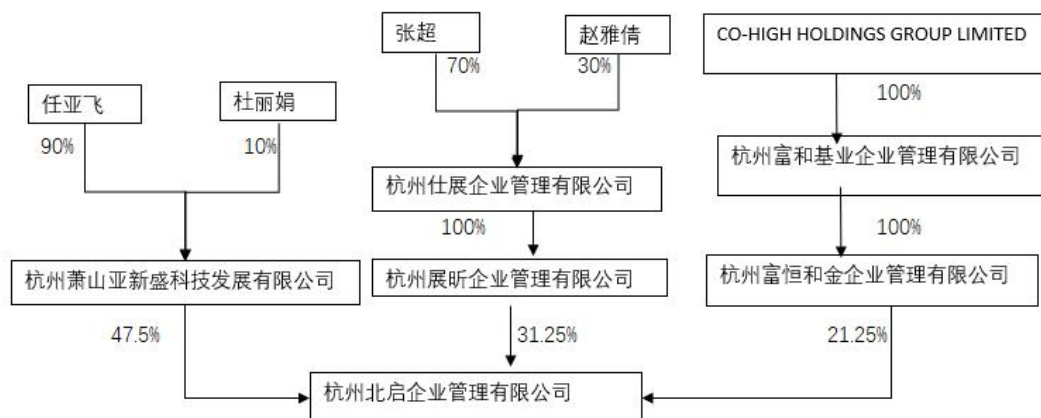 张超
赵雅倩
CO-HIGH HOLDINGS GROUP LIMITED
70%
30%
100%
任亚飞
杜丽娟
90%
10%
杭州富和基业企业管理有限公司
杭州仕展企业管理有限公司
100%
100%
杭州萧山亚新盛科技发展有限公司
杭州展昕企业管理有限公司
杭州富恒和金企业管理有限公司
47.5%
31.25%
21.25%
杭州北启企业管理有限公司